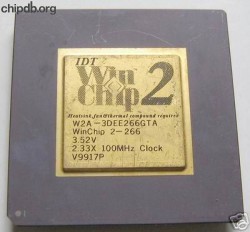 chipdb.org
IDT
WinChip 2
Heatsink/fan/thermal compound required
W2A-3DEE266GTA
WinChip 2-266
3.52V
2.33X 100MHz Clock
V9917P